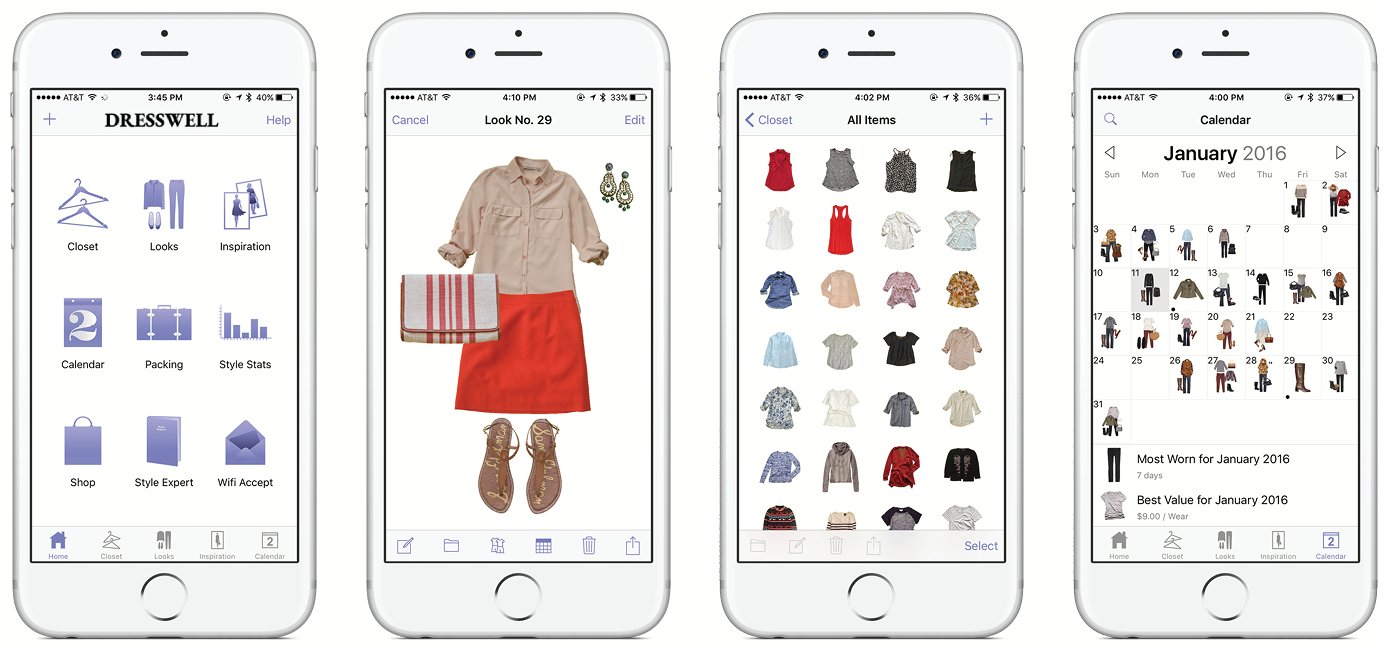 AT&T 3:45 PM 40%
+ DRESSWELL Help
Closet Looks Inspiration
2
Calendar Packing Style Stats
Shop Style Expert Wifi Accept
2
Home Closet Looks Inspiration Calendar
AT&T 4:10 PM 33%
Cancel Look No. 29 Edit
AT&T 4:02 PM 36%
Closet All Items +
Select
AT&T 4:00 PM 37%
Calendar
January 2016
Sun Mon Tue Wed Thu Fri Sat
1 2
3 4 5 6 7 8 9
10 11 12 13 14 15 16
17 18 19 20 21 22 23
24 25 26 27 28 29 30
31
Most Worn for January 2016
7 days
Best Value for January 2016
$9.00 / Wear
2
Home Closet Looks Inspiration Calendar